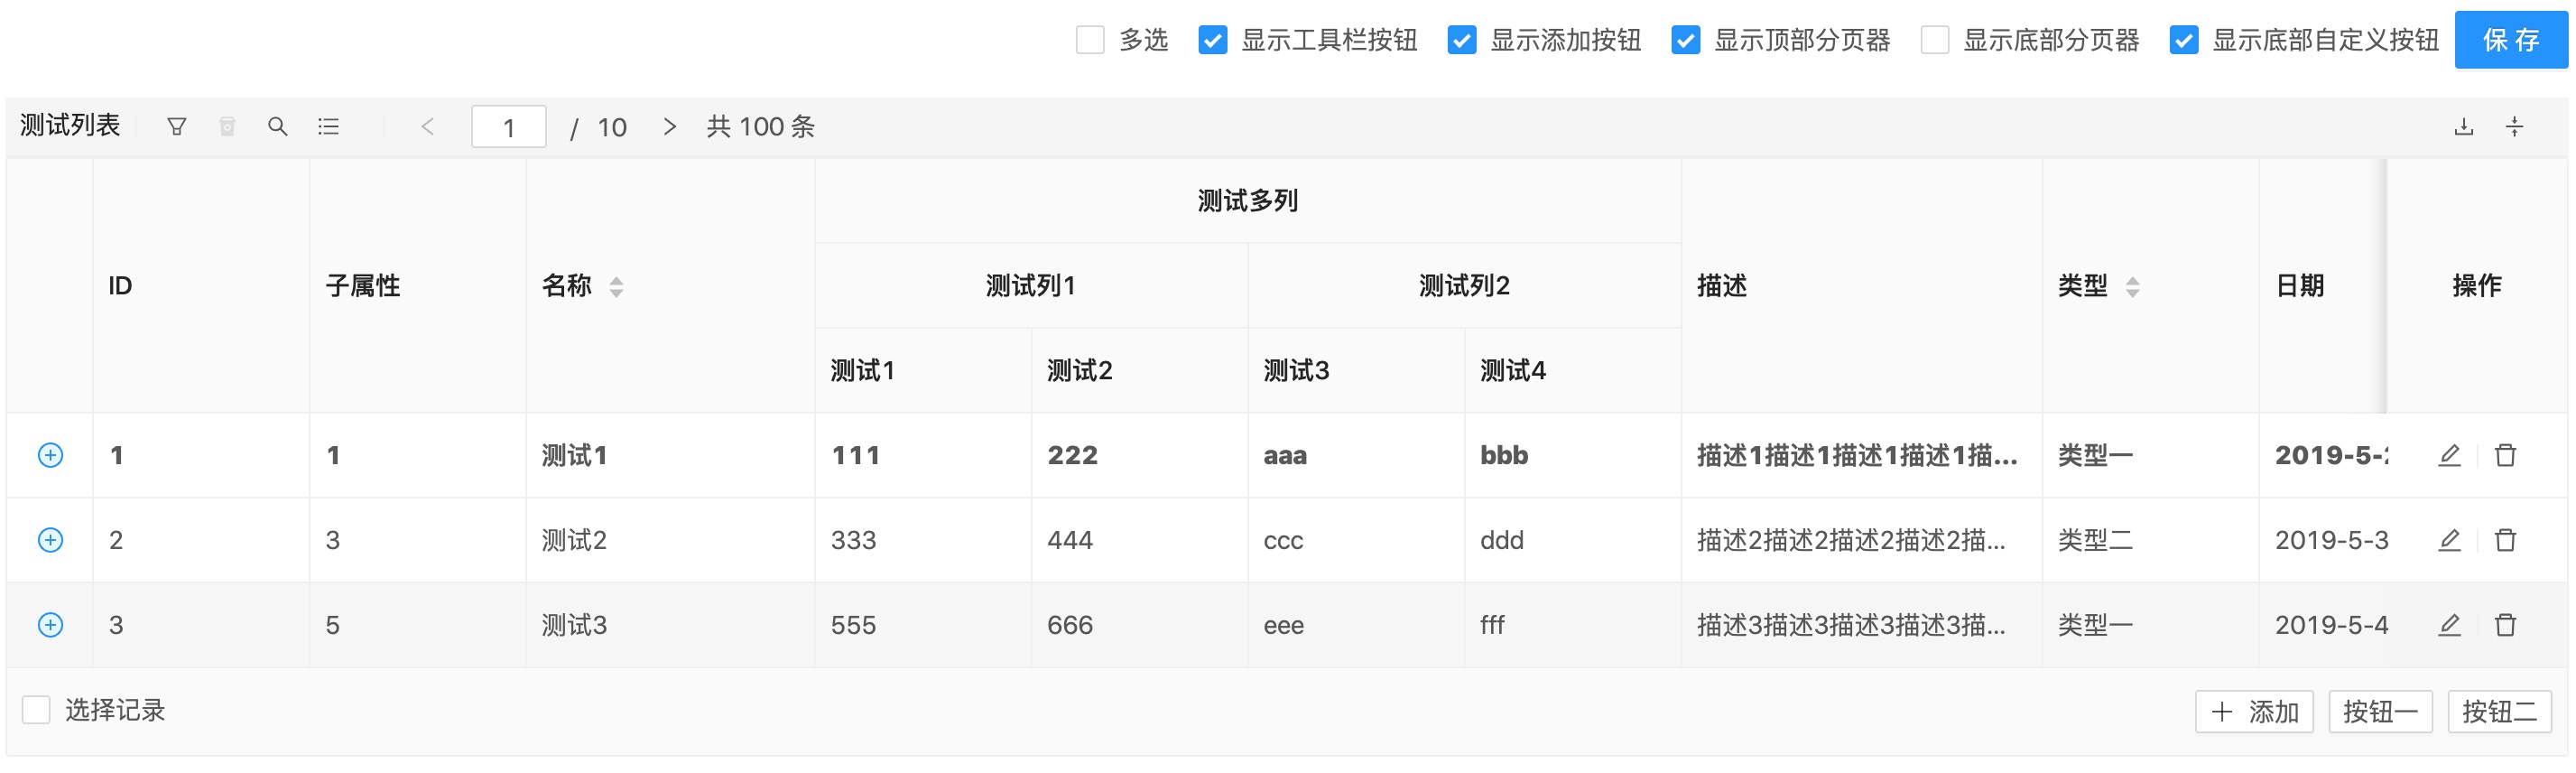 多选 显示工具栏按钮 显示添加按钮 显示顶部分页器 显示底部分页器 显示底部自定义按钮 保 存
测试列表 1 / 10 共 100 条
测试多列
ID 子属性 名称 测试列1 测试列2 描述 类型 日期 操作
测试1 测试2 测试3 测试4
1 1 测试1 111 222 aaa bbb 描述1描述1描述1描述1描... 类型一 2019-5-
2 3 测试2 333 444 ccc ddd 描述2描述2描述2描述2描... 类型二 2019-5-3
3 5 测试3 555 666 eee fff 描述3描述3描述3描述3描... 类型一 2019-5-4
选择记录 添加 按钮一 按钮二